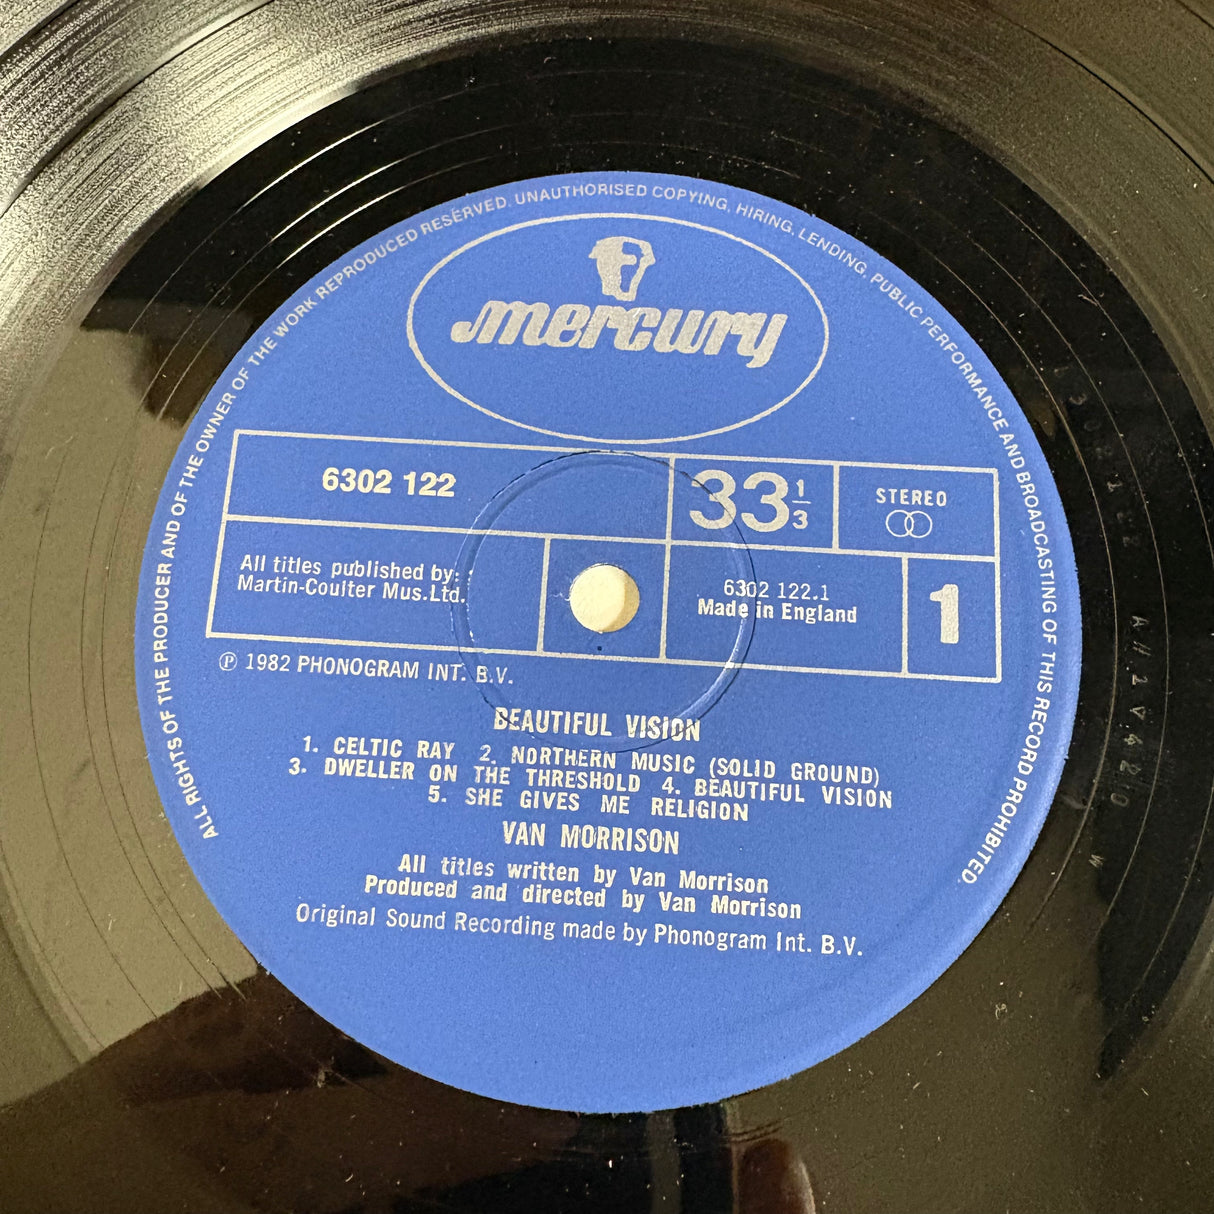 ALL RIGHTS OF THE PRODUCER AND OF THE OWNER OF THE WORK REPRODUCED RESERVED. UNAUTHORISED COPYING, HIRING, LENDING, PUBLIC PERFORMANCE AND BROADCASTING OF THIS RECORD PROHIBITED.
mercury
6302 122
33 1/3
STEREO
All titles published by:
Martin-Coulter Mus.Ltd.
6302 122.1
Made in England
1
℗ 1982 PHONOGRAM INT. B.V.
BEAUTIFUL VISION
1. CELTIC RAY 2. NORTHERN MUSIC (SOLID GROUND)
3. DWELLER ON THE THRESHOLD 4. BEAUTIFUL VISION
5. SHE GIVES ME RELIGION
VAN MORRISON
All titles written by Van Morrison
Produced and directed by Van Morrison
Original Sound Recording made by Phonogram Int. B.V.